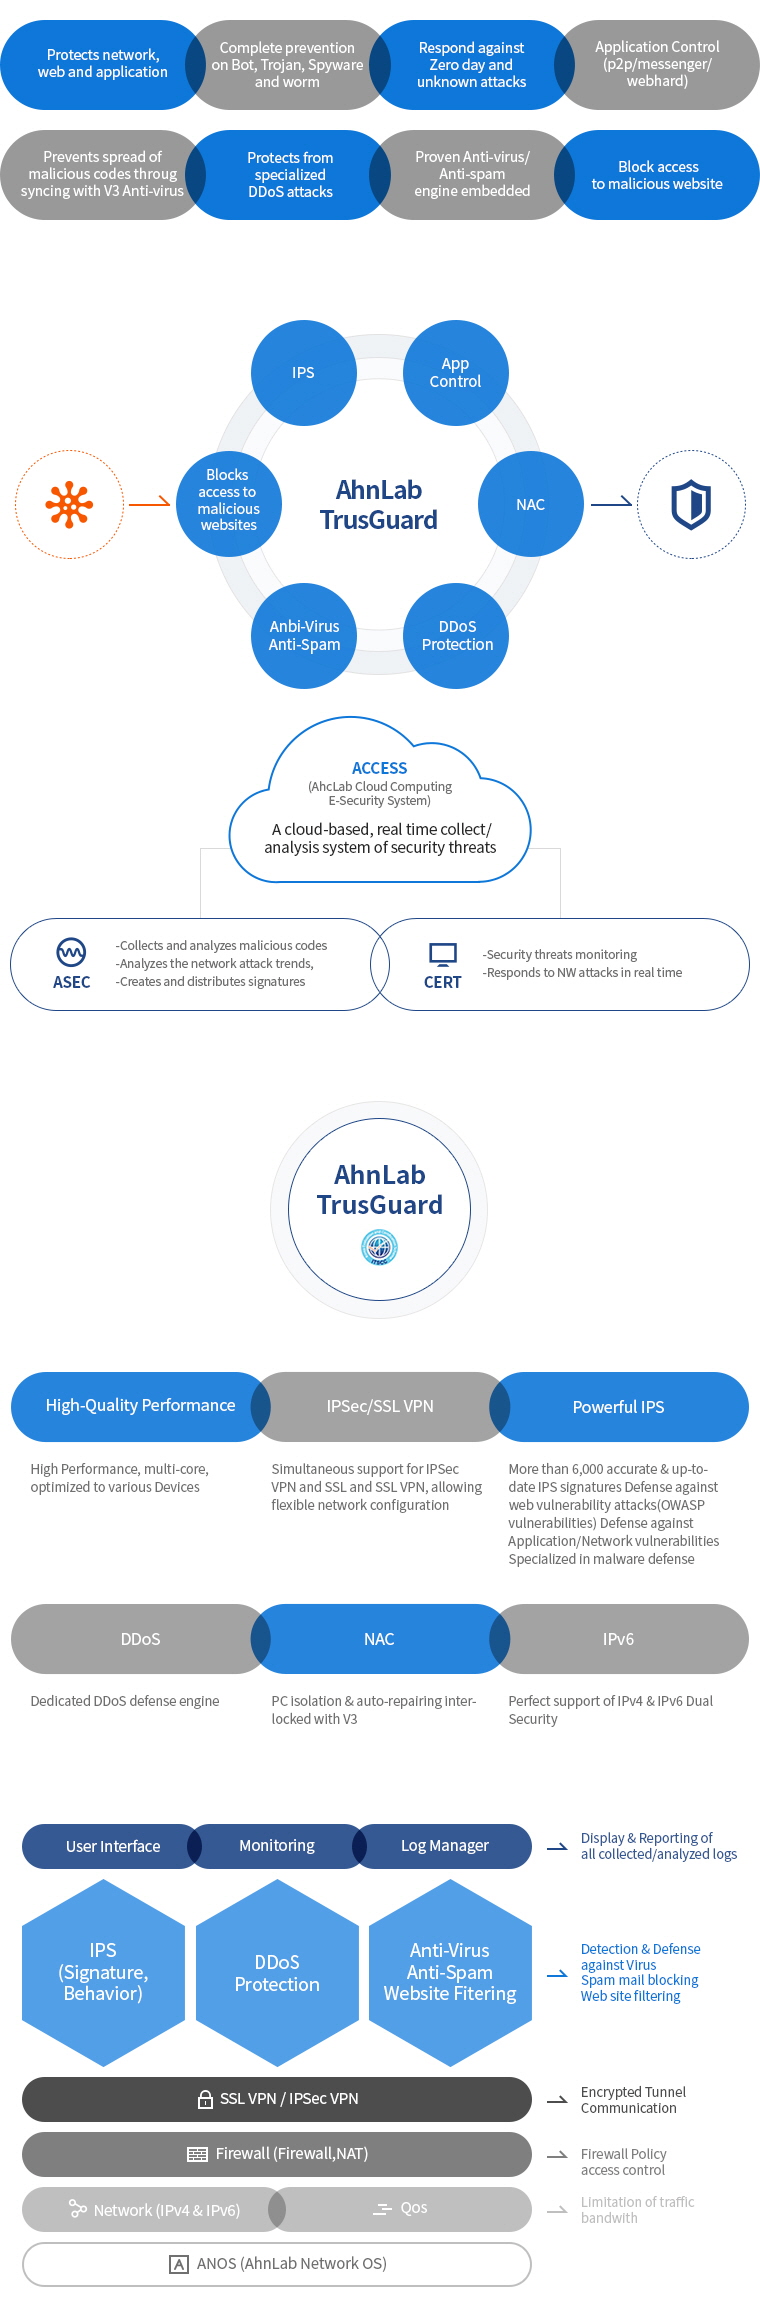 Protects network,
web and application
Complete prevention
on Bot, Trojan, Spyware
and worm
Respond against
Zero day and
unknown attacks
Application Control
(p2p/messenger/
webhard)
Prevents spread of
malicious codes throug
syncing with V3 Anti-virus
Protects from
specialized
DDoS attacks
Proven Anti-virus/
Anti-spam
engine embedded
Block access
to malicious website
IPS
App
Control
Blocks
access to
malicious
websites
AhnLab
TrusGuard
NAC
Anbi-Virus
Anti-Spam
DDoS
Protection
ACCESS
(AhcLab Cloud Computing
E-Security System)
A cloud-based, real time collect/
analysis system of security threats
ASEC
-Collects and analyzes malicious codes
-Analyzes the network attack trends,
-Creates and distributes signatures
CERT
-Security threats monitoring
-Responds to NW attacks in real time
AhnLab
TrusGuard
ITSCC
High-Quality Performance
IPSec/SSL VPN
Powerful IPS
High Performance, multi-core,
optimized to various Devices
Simultaneous support for IPSec
VPN and SSL and SSL VPN, allowing
flexible network configuration
More than 6,000 accurate & up-to-
date IPS signatures Defense against
web vulnerability attacks(OWASP
vulnerabilities) Defense against
Application/Network vulnerabilities
Specialized in malware defense
DDoS
NAC
IPv6
Dedicated DDoS defense engine
PC isolation & auto-repairing inter-
locked with V3
Perfect support of IPv4 & IPv6 Dual
Security
User Interface
Monitoring
Log Manager
Display & Reporting of
all collected/analyzed logs
IPS
(Signature,
Behavior)
DDoS
Protection
Anti-Virus
Anti-Spam
Website Fitering
Detection & Defense
against Virus
Spam mail blocking
Web site filtering
SSL VPN / IPSec VPN
Encrypted Tunnel
Communication
Firewall (Firewall,NAT)
Firewall Policy
access control
Network (IPv4 & IPv6)
Qos
Limitation of traffic
bandwith
A
ANOS (AhnLab Network OS)